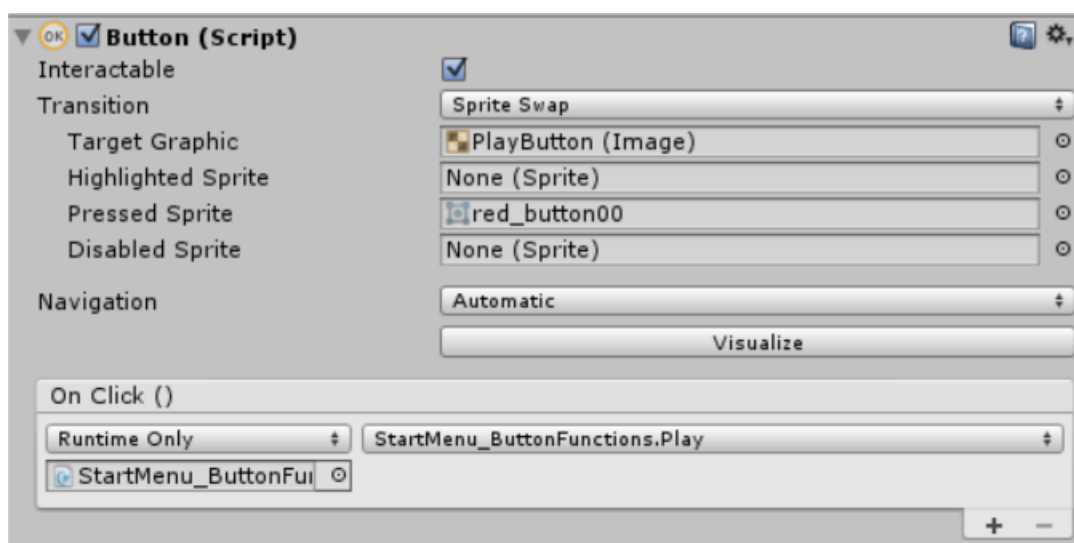 OK Button (Script)
Interactable
Transition Sprite Swap
Target Graphic PlayButton (Image)
Highlighted Sprite None (Sprite)
Pressed Sprite red_button00
Disabled Sprite None (Sprite)
Navigation Automatic
Visualize
On Click ()
Runtime Only StartMenu_ButtonFunctions.Play
StartMenu_ButtonFu